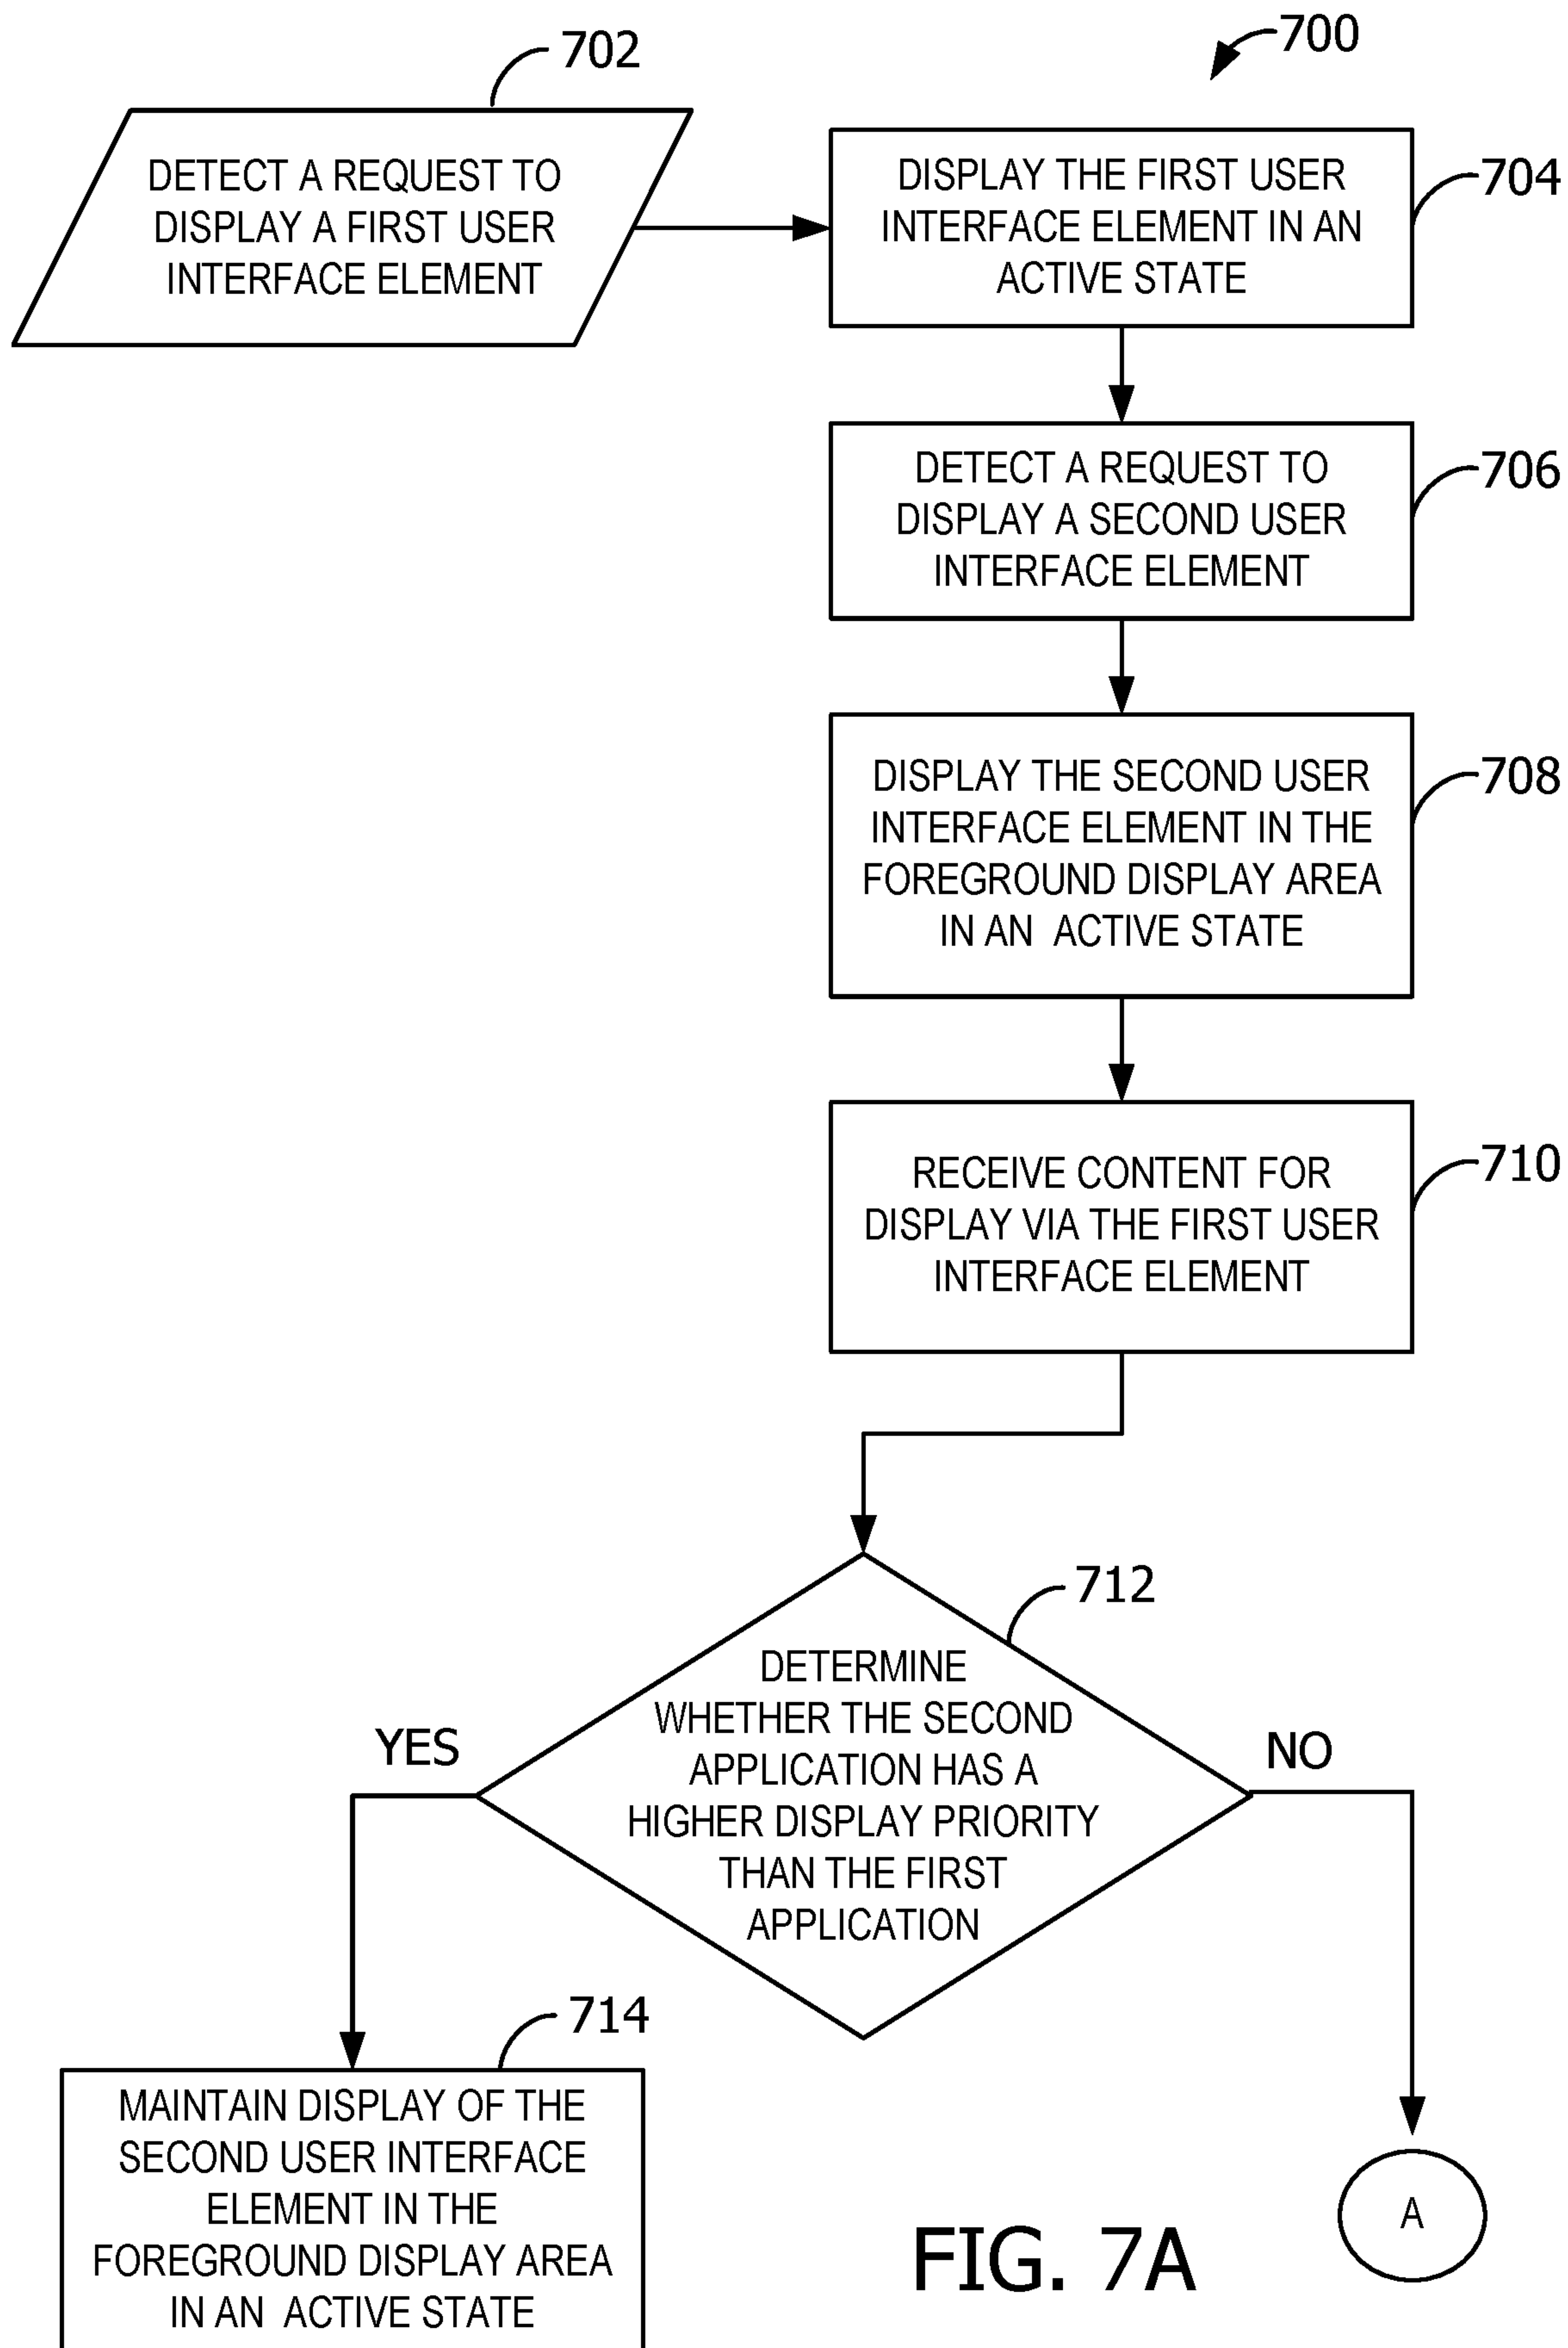 700
702
DETECT A REQUEST TO
DISPLAY A FIRST USER
INTERFACE ELEMENT
DISPLAY THE FIRST USER
INTERFACE ELEMENT IN AN
ACTIVE STATE
704
DETECT A REQUEST TO
DISPLAY A SECOND USER
INTERFACE ELEMENT
706
DISPLAY THE SECOND USER
INTERFACE ELEMENT IN THE
FOREGROUND DISPLAY AREA
IN AN ACTIVE STATE
708
RECEIVE CONTENT FOR
DISPLAY VIA THE FIRST USER
INTERFACE ELEMENT
710
712
DETERMINE
WHETHER THE SECOND
APPLICATION HAS A
HIGHER DISPLAY PRIORITY
THAN THE FIRST
APPLICATION
YES
NO
714
MAINTAIN DISPLAY OF THE
SECOND USER INTERFACE
ELEMENT IN THE
FOREGROUND DISPLAY AREA
IN AN ACTIVE STATE
A
FIG. 7A